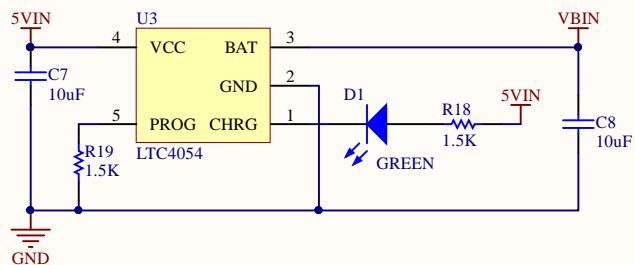 5VIN
U3
VBIN
4
VCC
BAT
3
C7
10uF
GND
2
D1
5VIN
R18
1.5K
5
PROG
CHRG
1
C8
10uF
R19
1.5K
LTC4054
GREEN
GND